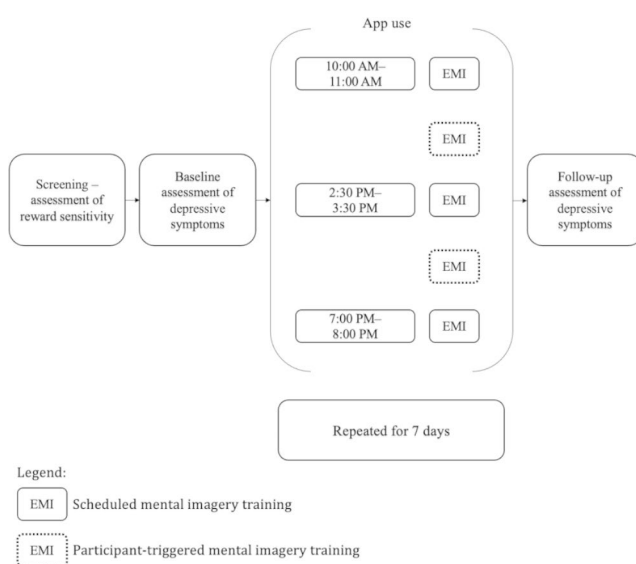 App use
10:00 AM–
11:00 AM
EMI
EMI
Screening –
assessment of
reward sensitivity
Baseline
assessment of
depressive
symptoms
2:30 PM–
3:30 PM
EMI
Follow-up
assessment of
depressive
symptoms
EMI
7:00 PM–
8:00 PM
EMI
Repeated for 7 days
Legend:
EMI Scheduled mental imagery training
EMI Participant-triggered mental imagery training